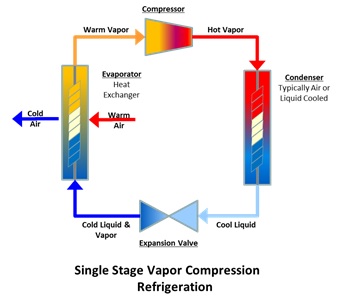 Compressor
Warm Vapor
Hot Vapor
Evaporator
Heat
Exchanger
Condenser
Typically Air or
Liquid Cooled
Cold
Air
Warm
Air
Cold Liquid &
Vapor
Cool Liquid
Expansion Valve
Single Stage Vapor Compression
Refrigeration